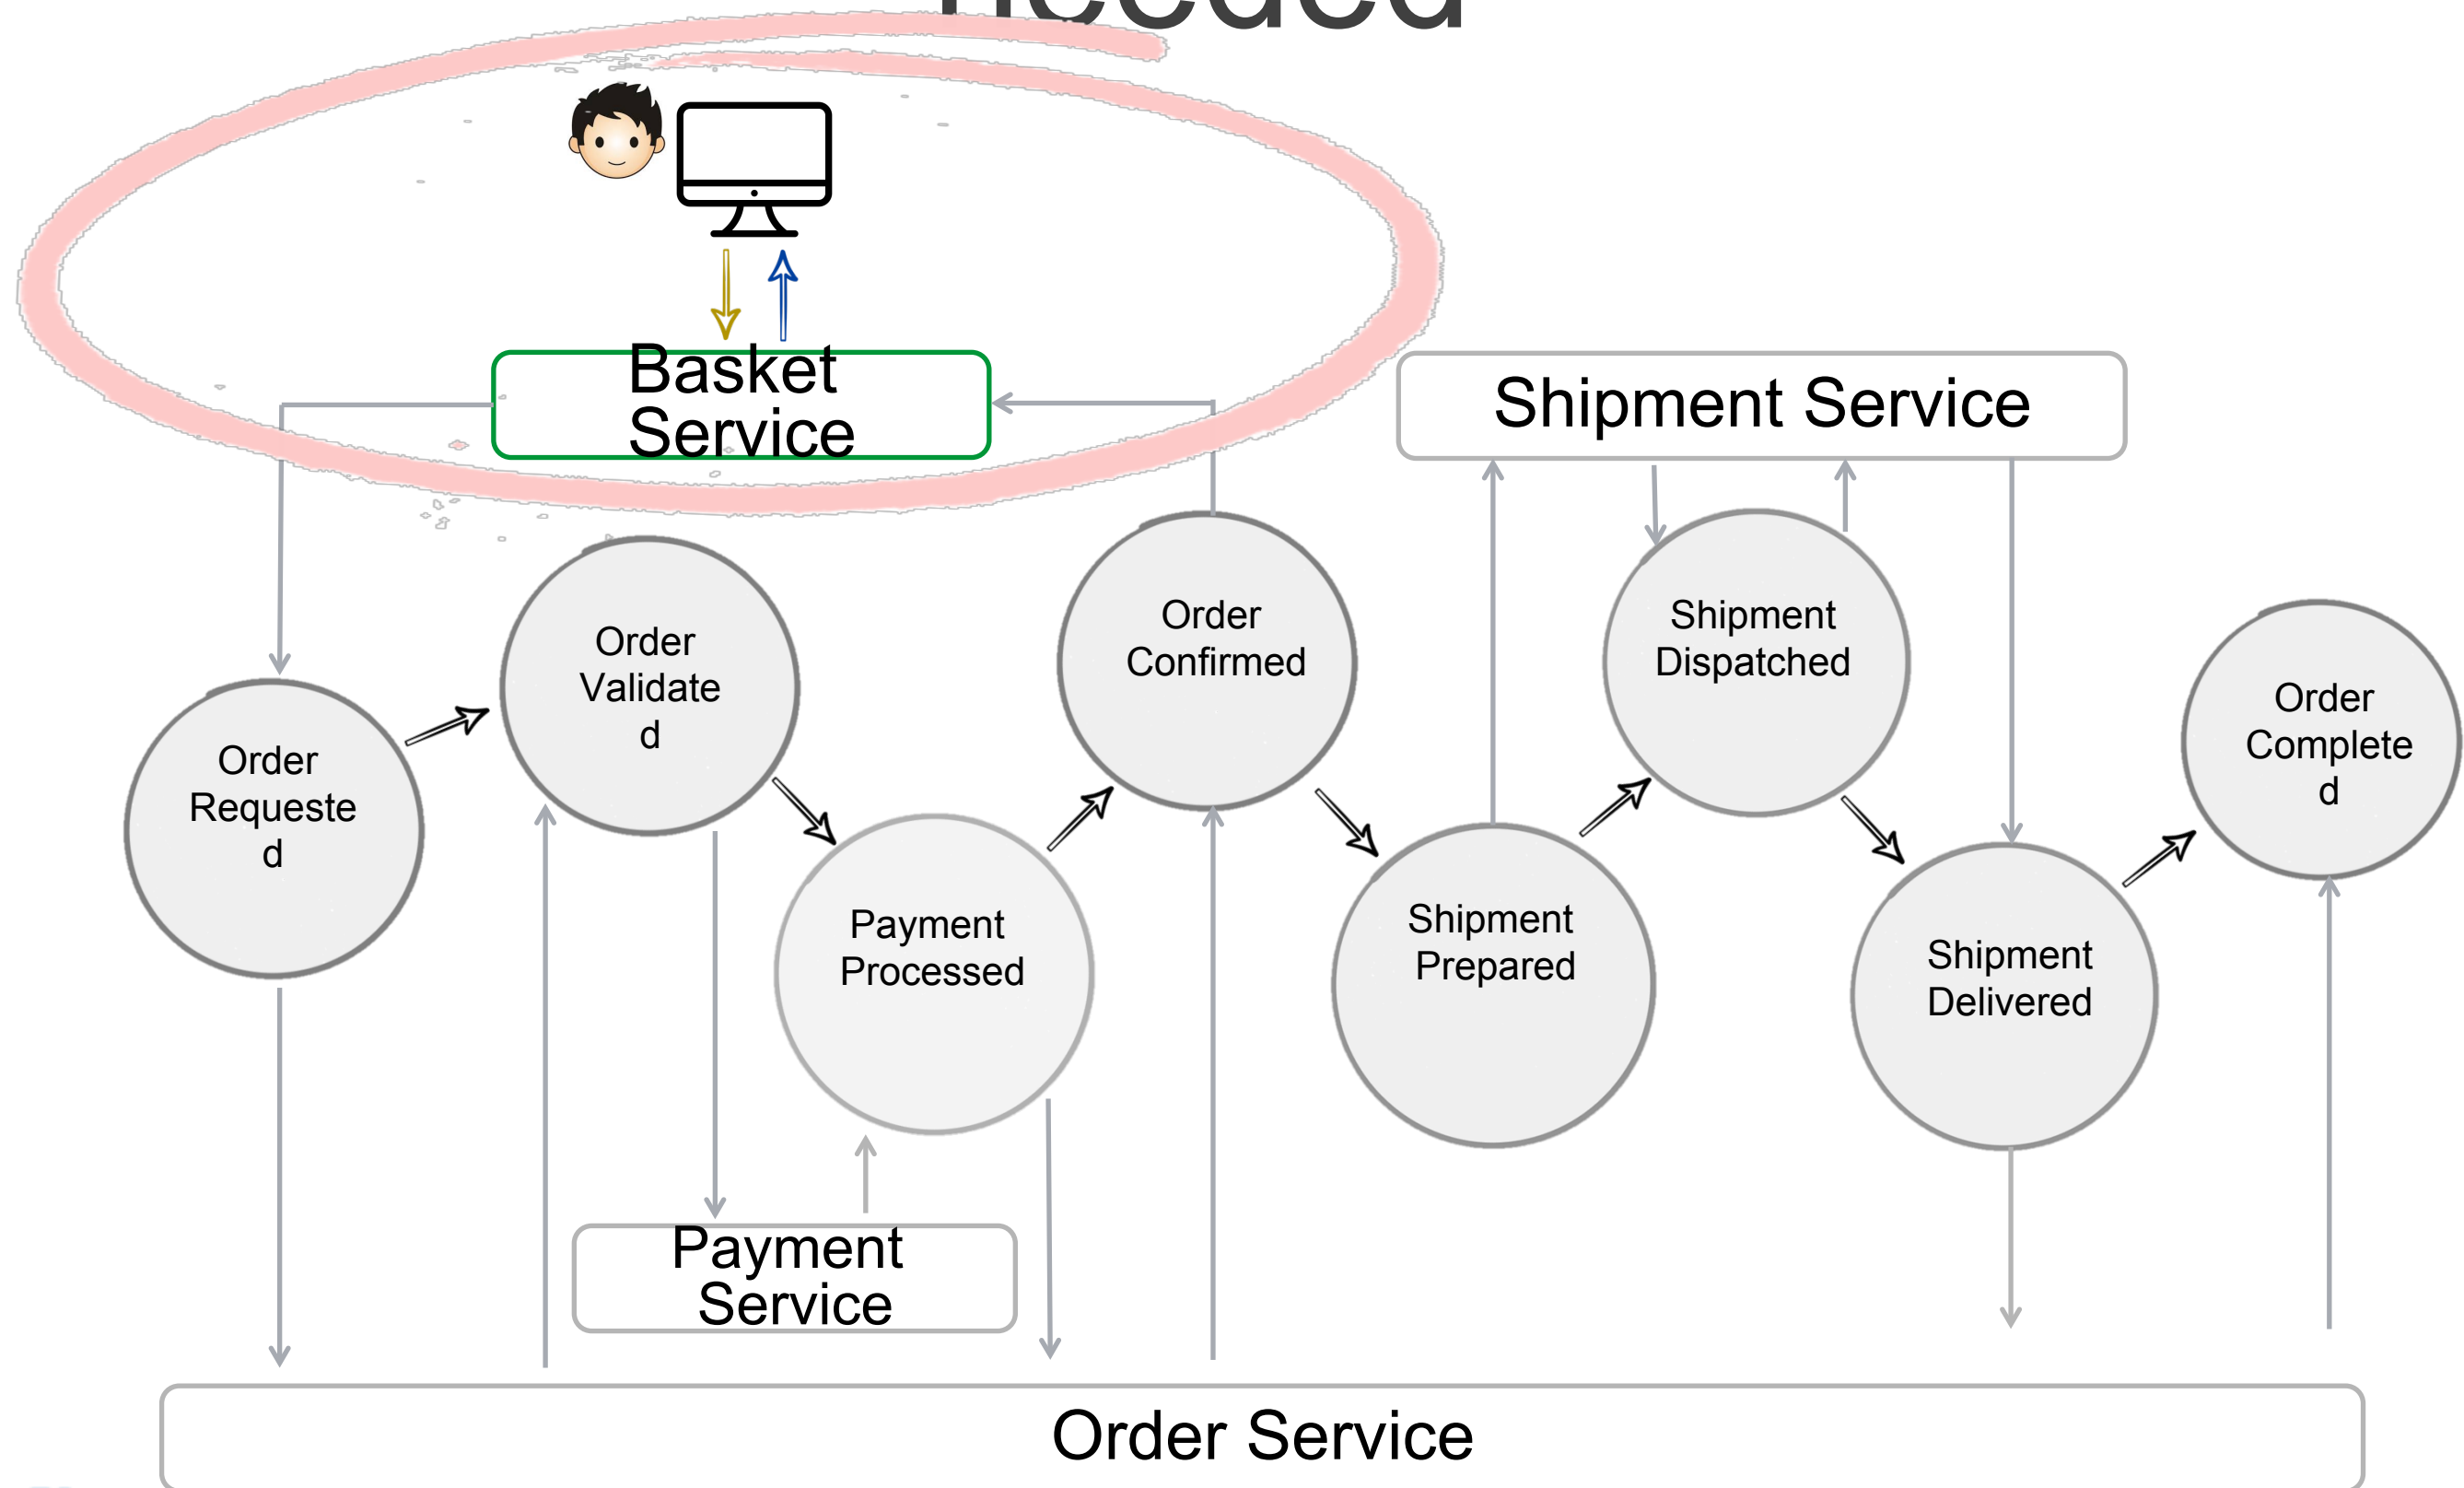 needed
Basket
Service
Shipment Service
Order
Validate
d
Order
Confirmed
Shipment
Dispatched
Order
Requeste
d
Order
Complete
d
Payment
Processed
Shipment
Prepared
Shipment
Delivered
Payment
Service
Order Service